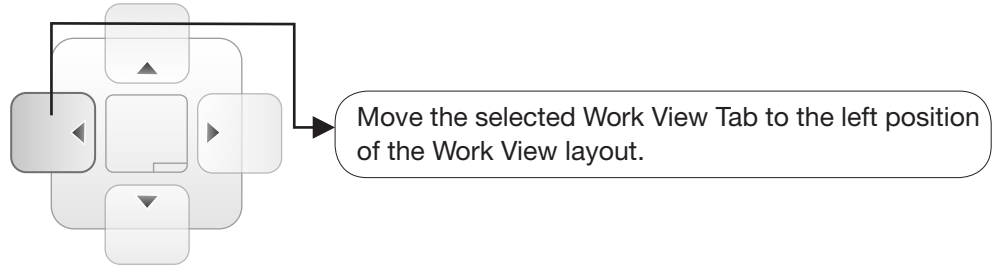 Move the selected Work View Tab to the left position
of the Work View layout.